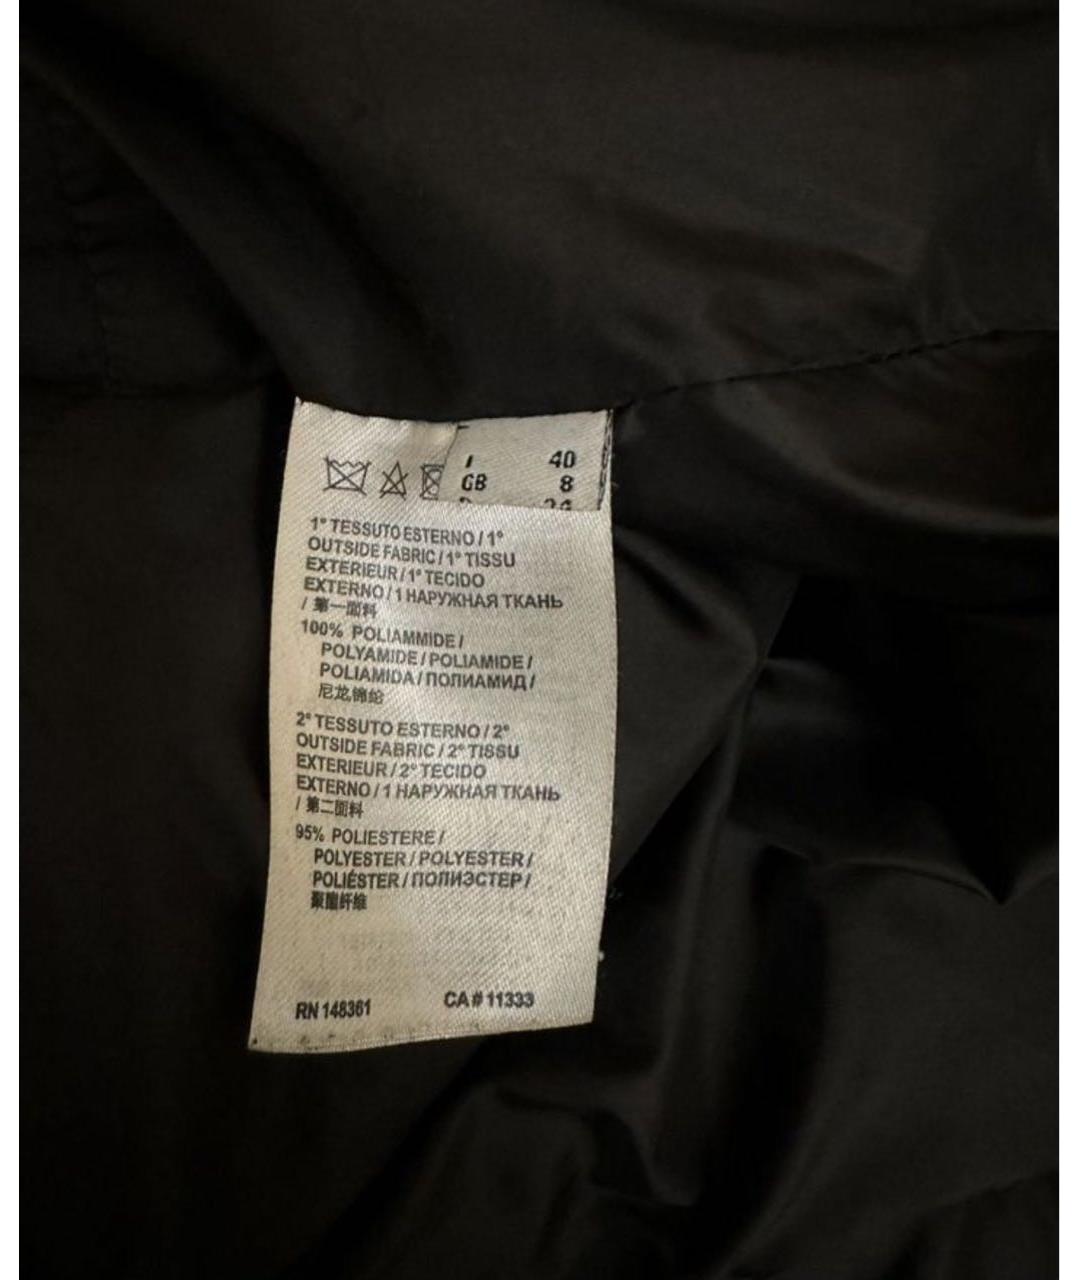 I 40
GB 8
1° TESSUTO ESTERNO / 1°
OUTSIDE FABRIC / 1° TISSU
EXTERIEUR / 1° TECIDO
EXTERNO / 1 НАРУЖНАЯ ТКАНЬ
/ 第一面料
100% POLIAMMIDE /
POLYAMIDE / POLIAMIDE /
POLIAMIDA / ПОЛИАМИД /
尼龙锦纶
2° TESSUTO ESTERNO / 2°
OUTSIDE FABRIC / 2° TISSU
EXTERIEUR / 2° TECIDO
EXTERNO / 1 НАРУЖНАЯ ТКАНЬ
/ 第二面料
95% POLIESTERE /
POLYESTER / POLYESTER /
POLIÉSTER / ПОЛИЭСТЕР /
聚酯纤维
RN 148361 CA # 11333